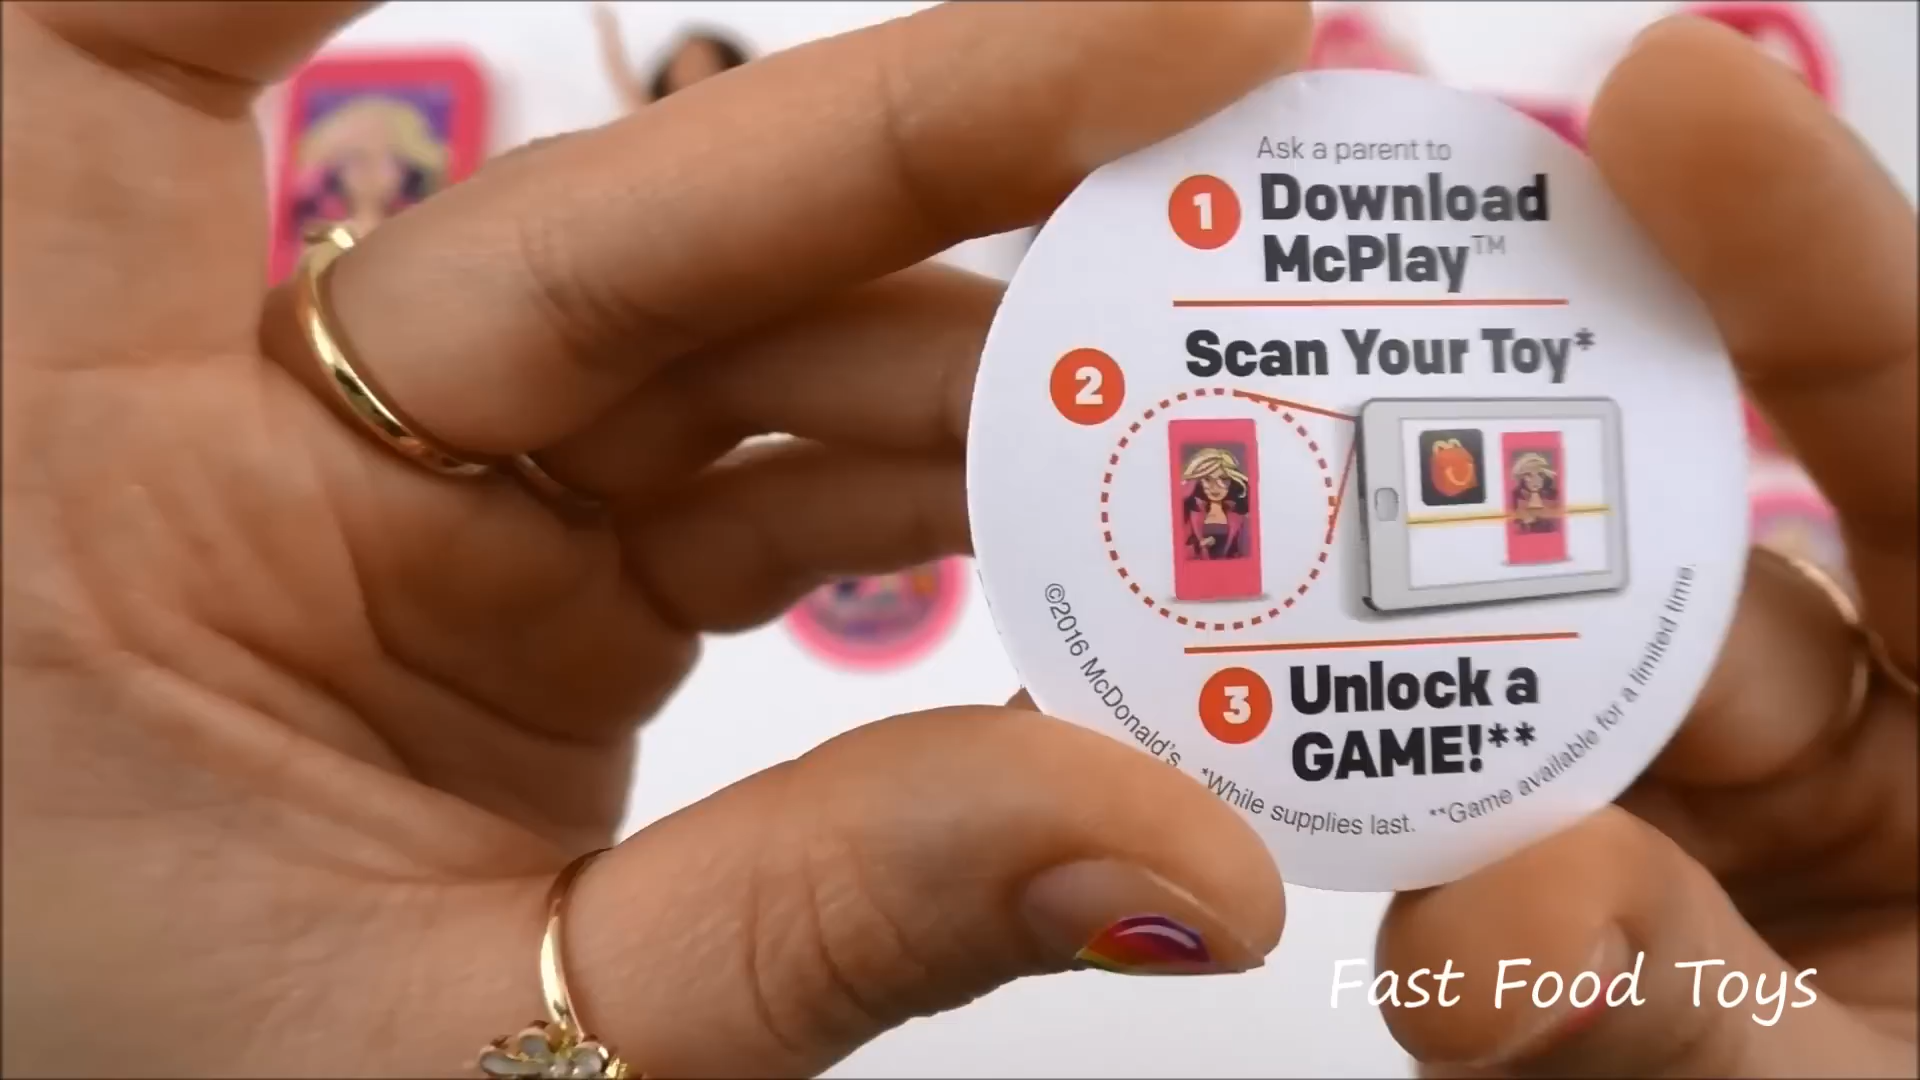 Ask a parent to
1 Download
McPlay™
2 Scan Your Toy*
3 Unlock a
GAME!**
©2016 McDonald's. *While supplies last. **Game available for a limited time.
Fast Food Toys